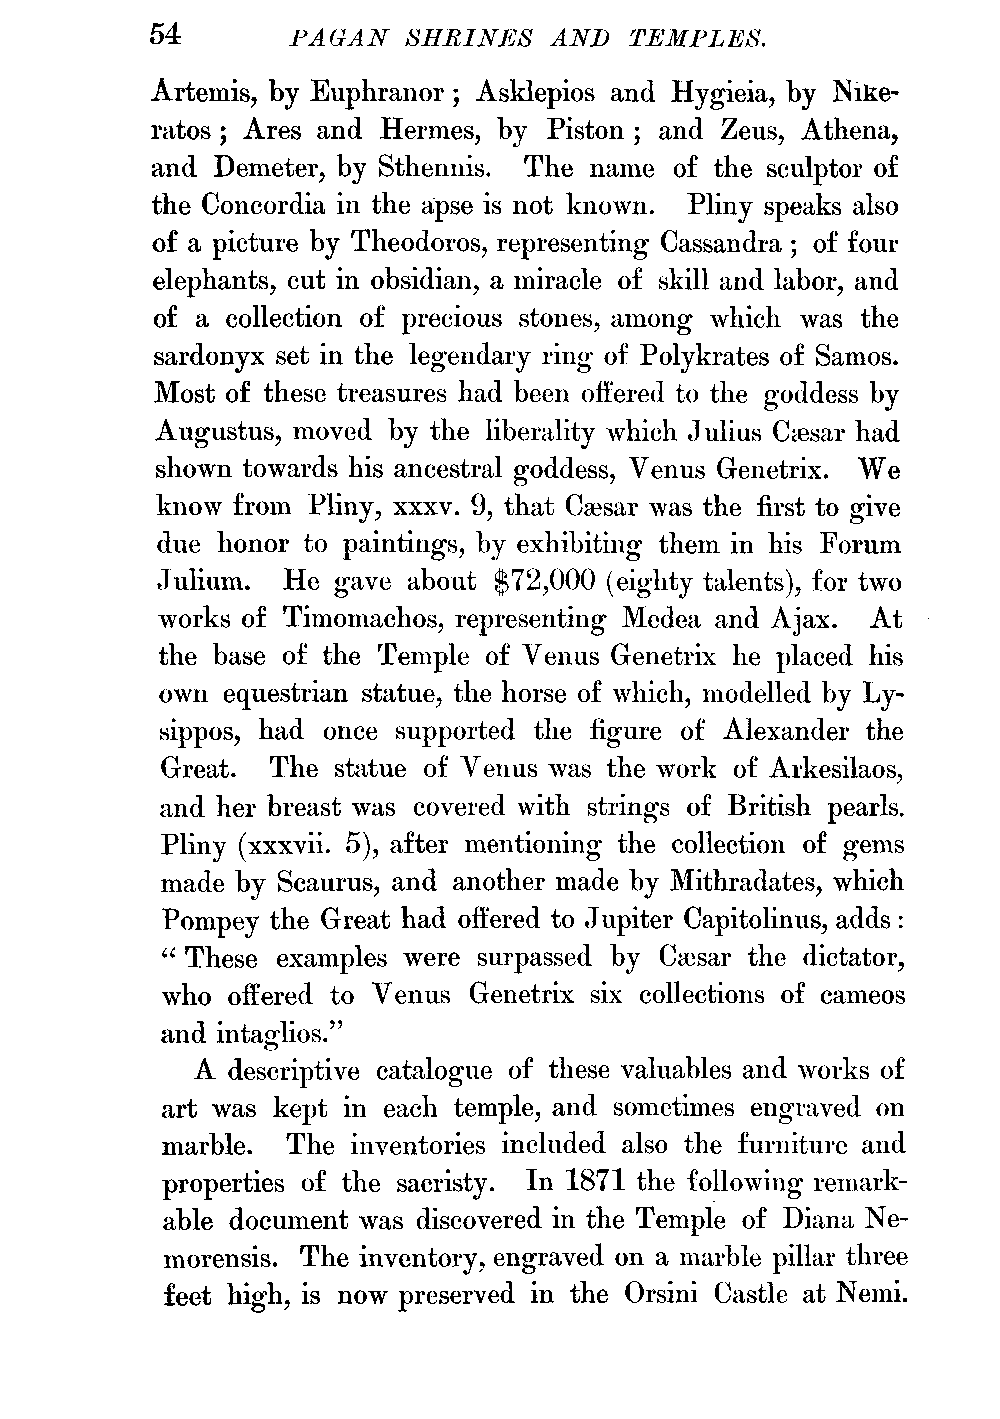 54 PAGAN SHRINES AND TEMPLES.
Artemis, by Euphranor ; Asklepios and Hygieia, by Nike-
ratos ; Ares and Hermes, by Piston ; and Zeus, Athena,
and Demeter, by Sthennis. The name of the sculptor of
the Concordia in the apse is not known. Pliny speaks also
of a picture by Theodoros, representing Cassandra ; of four
elephants, cut in obsidian, a miracle of skill and labor, and
of a collection of precious stones, among which was the
sardonyx set in the legendary ring of Polykrates of Samos.
Most of these treasures had been offered to the goddess by
Augustus, moved by the liberality which Julius Cæsar had
shown towards his ancestral goddess, Venus Genetrix. We
know from Pliny, xxxv. 9, that Cæsar was the first to give
due honor to paintings, by exhibiting them in his Forum
Julium. He gave about $72,000 (eighty talents), for two
works of Timomachos, representing Medea and Ajax. At
the base of the Temple of Venus Genetrix he placed his
own equestrian statue, the horse of which, modelled by Ly-
sippos, had once supported the figure of Alexander the
Great. The statue of Venus was the work of Arkesilaos,
and her breast was covered with strings of British pearls.
Pliny (xxxvii. 5), after mentioning the collection of gems
made by Scaurus, and another made by Mithradates, which
Pompey the Great had offered to Jupiter Capitolinus, adds :
“ These examples were surpassed by Cæsar the dictator,
who offered to Venus Genetrix six collections of cameos
and intaglios.”
A descriptive catalogue of these valuables and works of
art was kept in each temple, and sometimes engraved on
marble. The inventories included also the furniture and
properties of the sacristy. In 1871 the following remark-
able document was discovered in the Temple of Diana Ne-
morensis. The inventory, engraved on a marble pillar three
feet high, is now preserved in the Orsini Castle at Nemi.